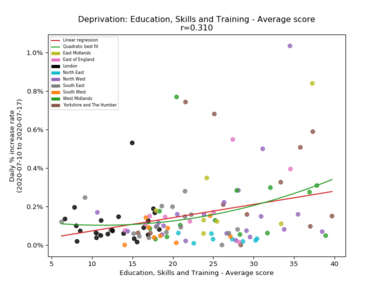 Deprivation: Education, Skills and Training - Average score
r=0.310
Linear regression
Quadratic best fit
East Midlands
East of England
London
North East
North West
South East
South West
West Midlands
Yorkshire and The Humber
Daily % increase rate
(2020-07-10 to 2020-07-17)
1.0%
0.8%
0.6%
0.4%
0.2%
0.0%
5
10
15
20
25
30
35
40
Education, Skills and Training - Average score